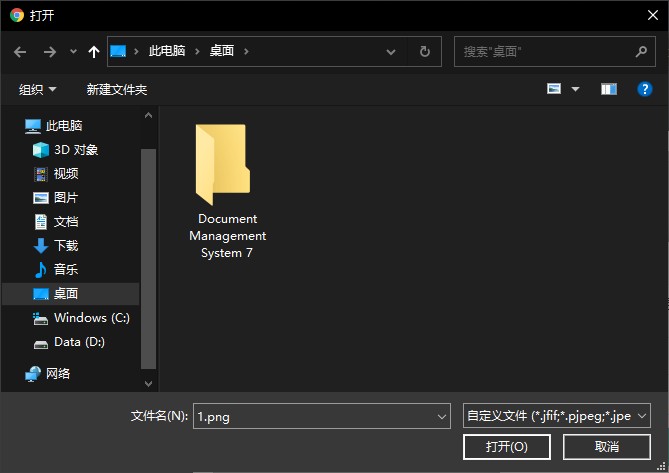 打开
此电脑 桌面 搜索"桌面"
组织 新建文件夹
此电脑
3D 对象
视频
图片
文档
下载
音乐
桌面
Windows (C:)
Data (D:)
网络
Document
Management
System 7
文件名(N): 1.png 自定义文件 (*.jfif;*.pjpeg;*.jpe
打开(O) 取消